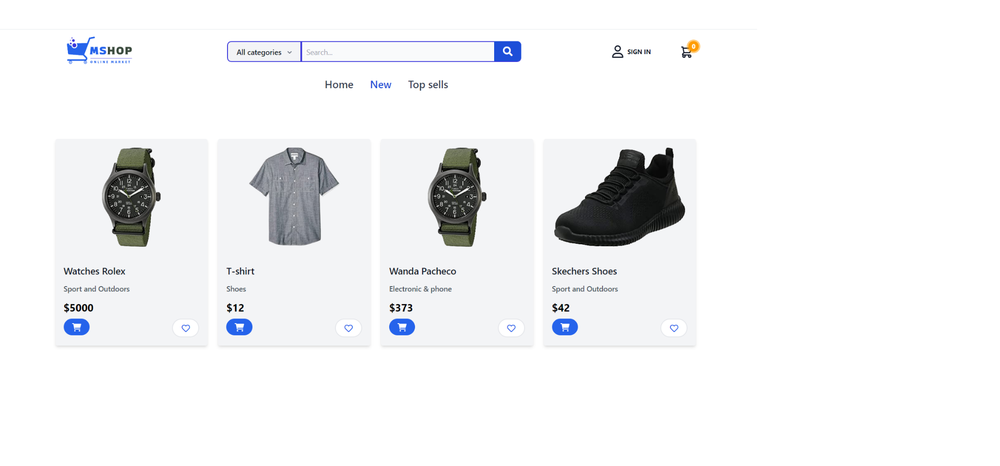 MSHOP
ONLINE MARKET
All categories
Search...
SIGN IN
0
Home
New
Top sells
Watches Rolex
Sport and Outdoors
$5000
T-shirt
Shoes
$12
Wanda Pacheco
Electronic & phone
$373
Skechers Shoes
Sport and Outdoors
$42